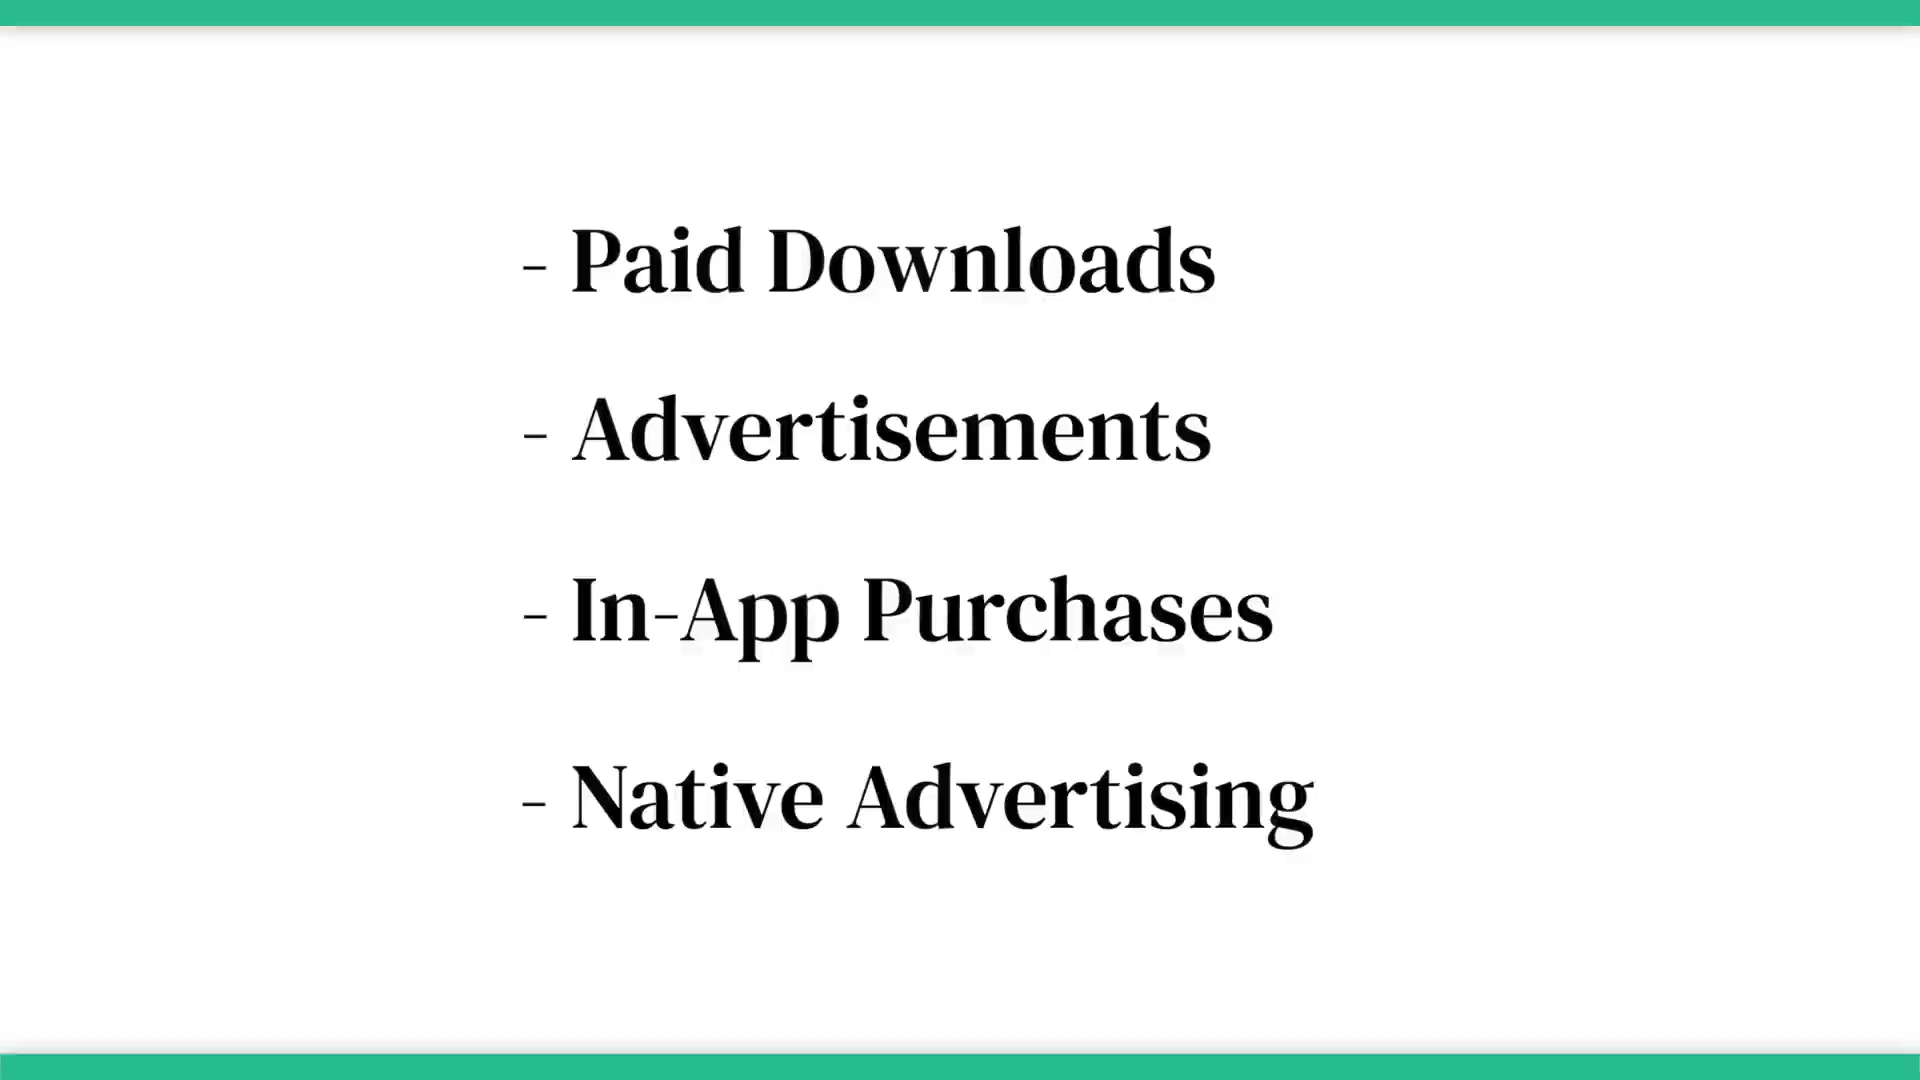 - Paid Downloads
- Advertisements
- In-App Purchases
- Native Advertising